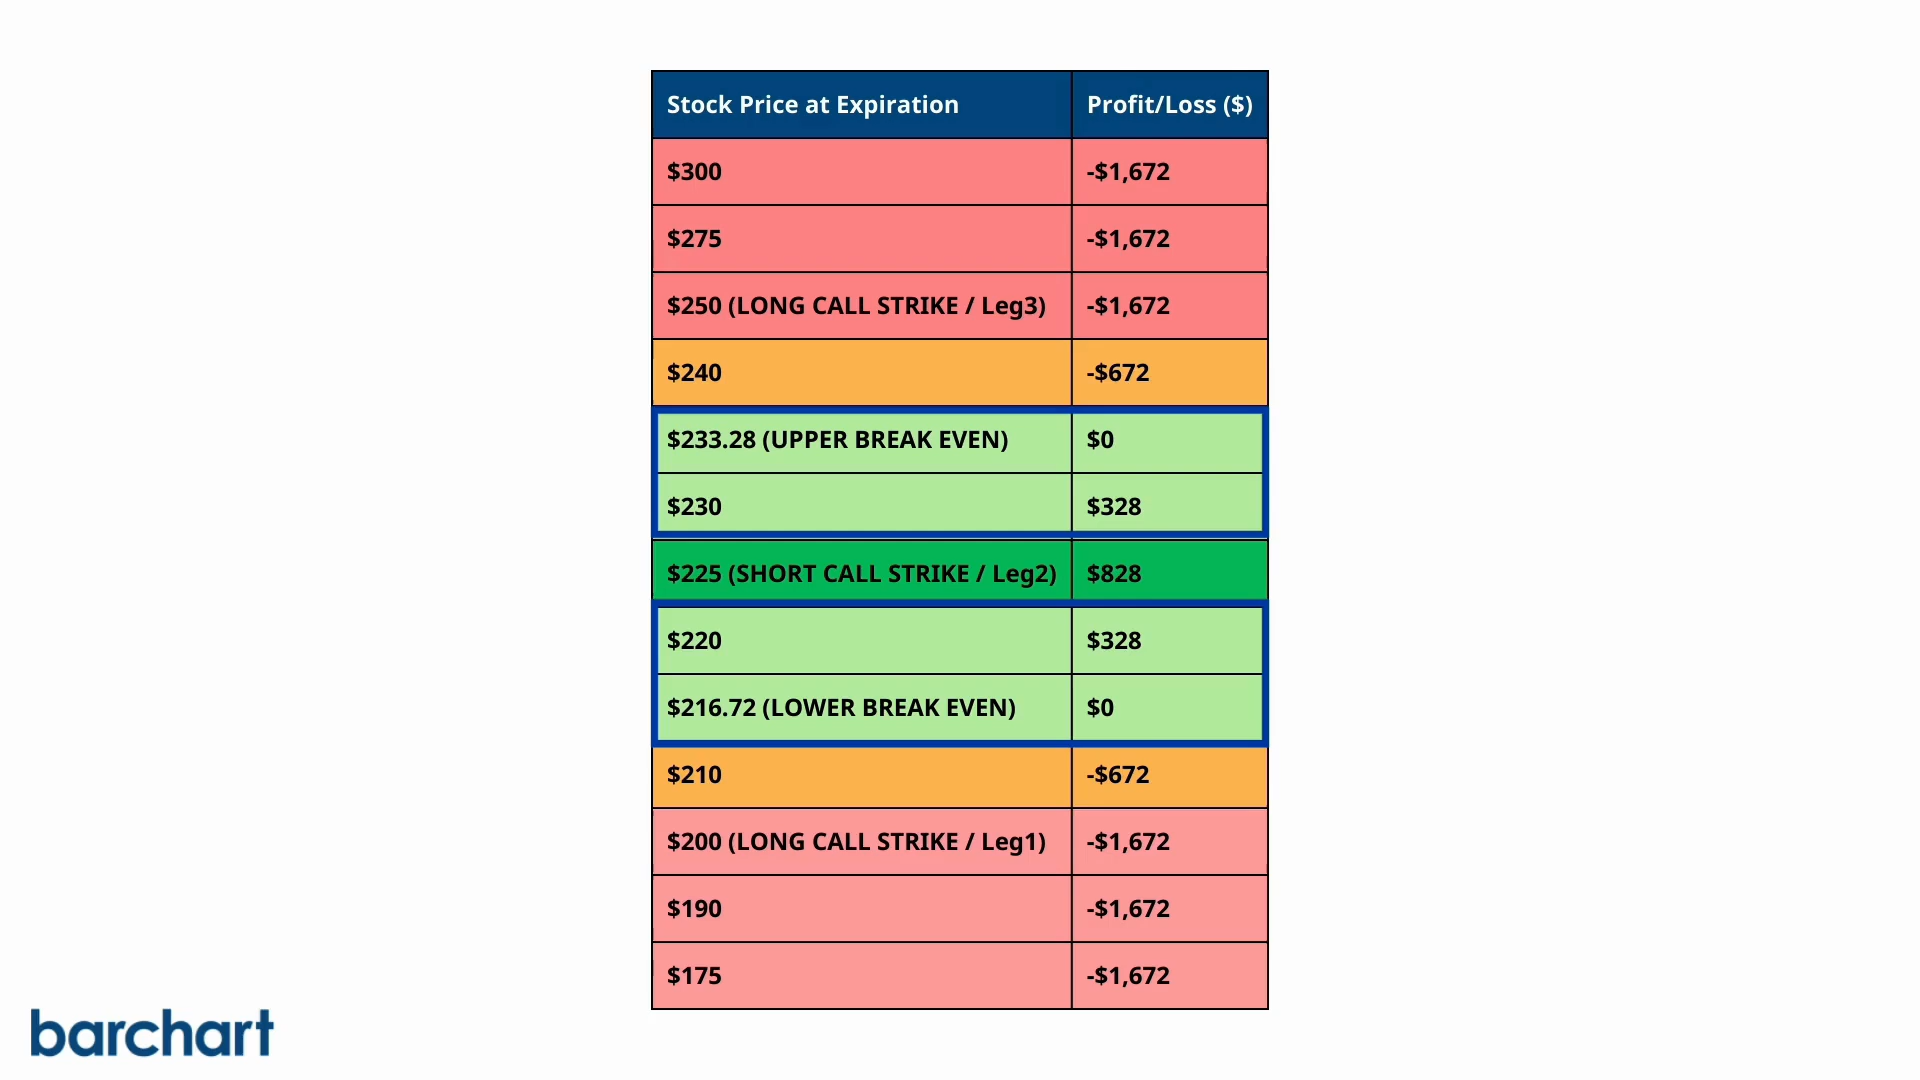 Stock Price at Expiration Profit/Loss ($)
$300 -$1,672
$275 -$1,672
$250 (LONG CALL STRIKE / Leg3) -$1,672
$240 -$672
$233.28 (UPPER BREAK EVEN) $0
$230 $328
$225 (SHORT CALL STRIKE / Leg2) $828
$220 $328
$216.72 (LOWER BREAK EVEN) $0
$210 -$672
$200 (LONG CALL STRIKE / Leg1) -$1,672
$190 -$1,672
$175 -$1,672
barchart